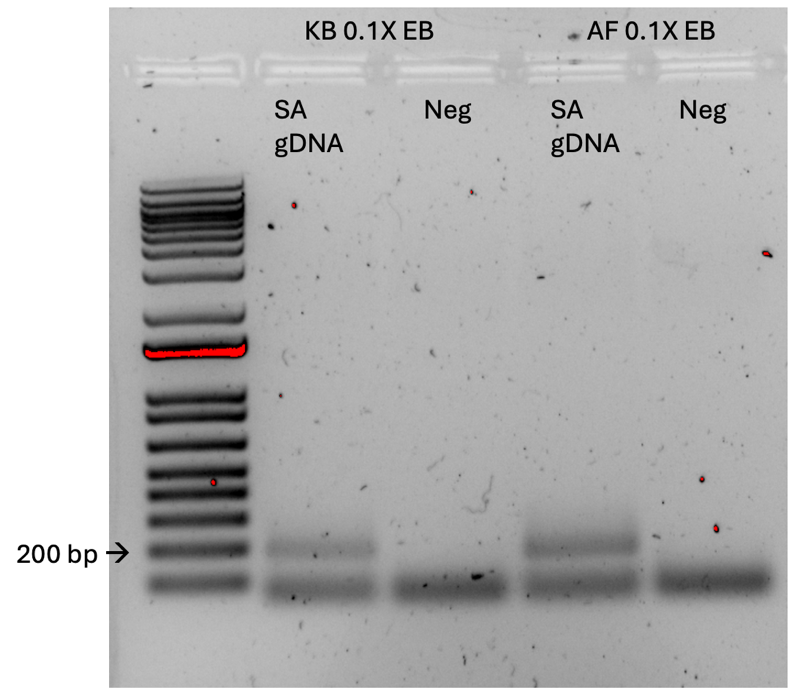 KB 0.1X EB
AF 0.1X EB
SA
gDNA
Neg
SA
gDNA
Neg
200 bp →